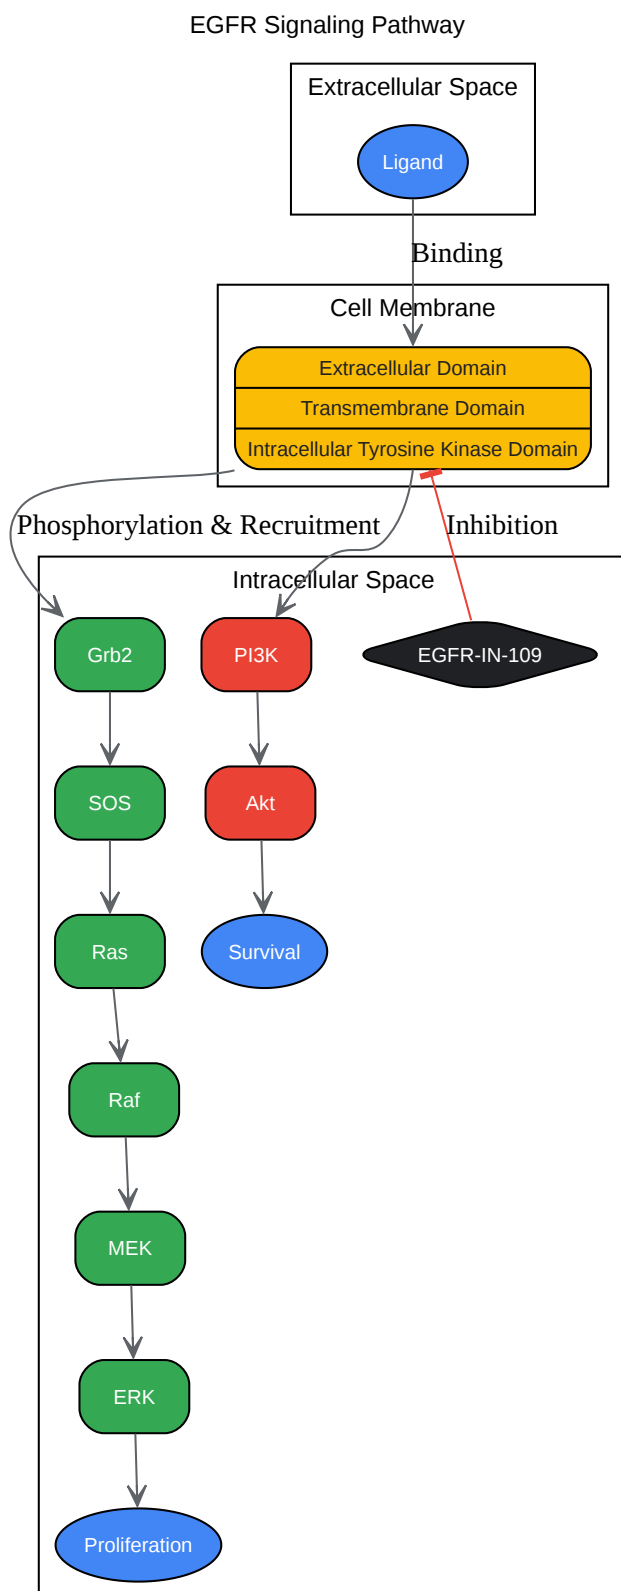 EGFR Signaling Pathway
Extracellular Space
Ligand
Binding
Cell Membrane
Extracellular Domain
Transmembrane Domain
Intracellular Tyrosine Kinase Domain
Phosphorylation & Recruitment
Inhibition
Intracellular Space
Grb2
PI3K
EGFR-IN-109
SOS
Akt
Ras
Survival
Raf
MEK
ERK
Proliferation